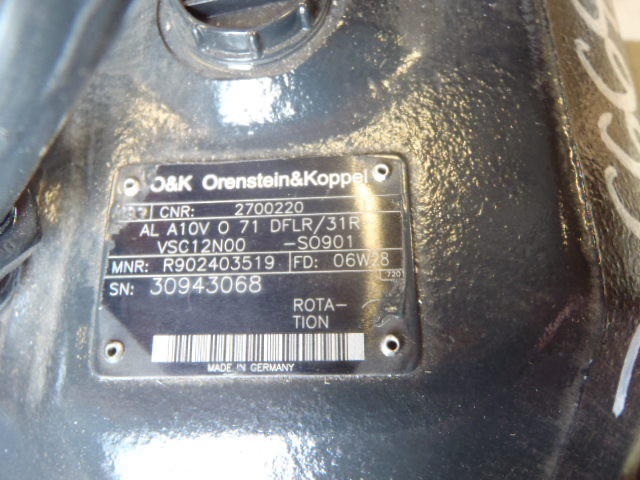 O&K Orenstein&Koppel
CNR: 2700220
AL A10V O 71 DFLR/31R
VSC12N00 -SO901
MNR: R902403519 FD: 06W28
720
SN: 30943068
ROTA-
TION
MADE IN GERMANY